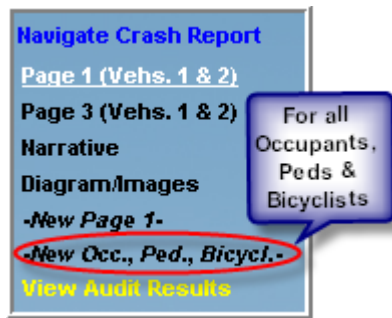 Navigate Crash Report
Page 1 (Vehs. 1 & 2)
Page 3 (Vehs. 1 & 2)
Narrative
Diagram/Images
-New Page 1-
-New Occ., Ped., Bicycl.-
View Audit Results
For all
Occupants,
Peds &
Bicyclists